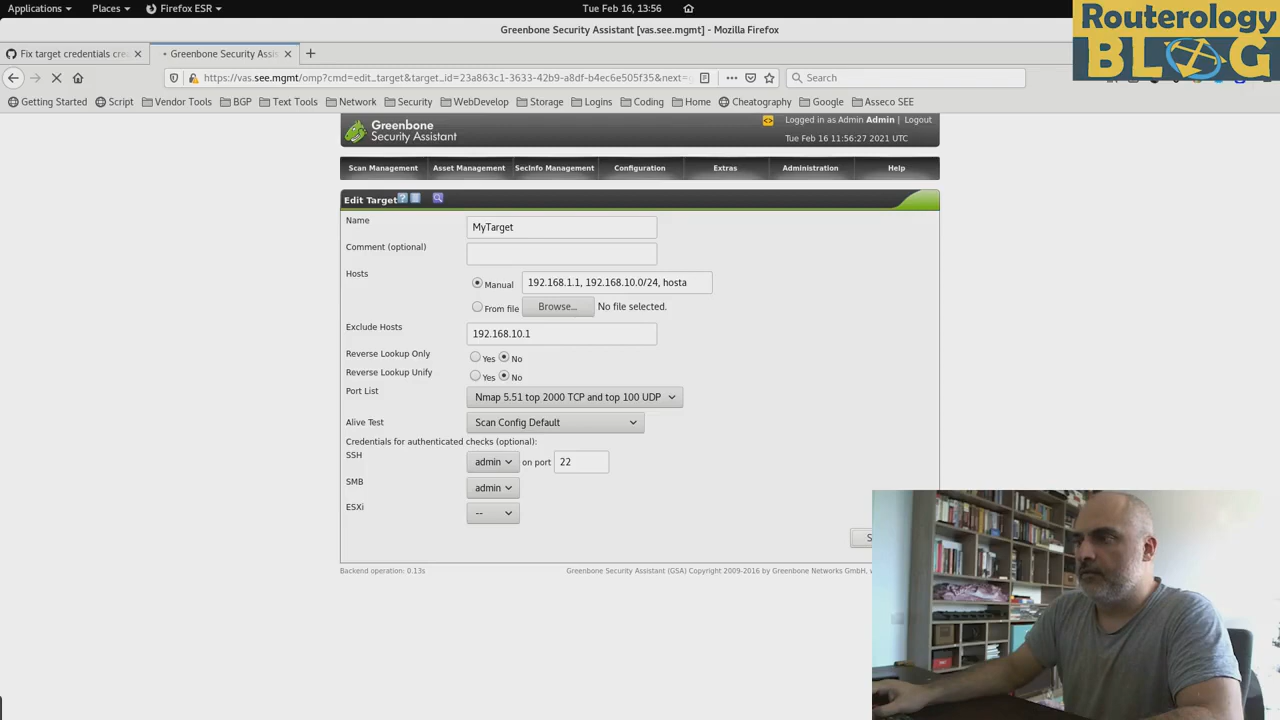 Applications Places Firefox ESR Tue Feb 16, 13:56
Greenbone Security Assistant [vas.see.mgmt] - Mozilla Firefox
Routerology
BLOG
Fix target credentials cre
Greenbone Security Assis
https://vas.see.mgmt/omp?cmd=edit_target&target_id=23a863c1-3633-42b9-a8df-b4ec6e505f35&next= Search
Getting Started Script Vendor Tools BGP Text Tools Network Security WebDevelop Storage Logins Coding Home Cheatography Google Asseco SEE
Greenbone
Security Assistant
Logged in as Admin Admin | Logout
Tue Feb 16 11:56:27 2021 UTC
Scan Management Asset Management SecInfo Management Configuration Extras Administration Help
Edit Target
Name MyTarget
Comment (optional)
Hosts Manual 192.168.1.1, 192.168.10.0/24, hosta
From file Browse... No file selected.
Exclude Hosts 192.168.10.1
Reverse Lookup Only Yes No
Reverse Lookup Unify Yes No
Port List Nmap 5.51 top 2000 TCP and top 100 UDP
Alive Test Scan Config Default
Credentials for authenticated checks (optional):
SSH admin on port 22
SMB admin
ESXi --
Backend operation: 0.13s Greenbone Security Assistant (GSA) Copyright 2009-2016 by Greenbone Networks GmbH,